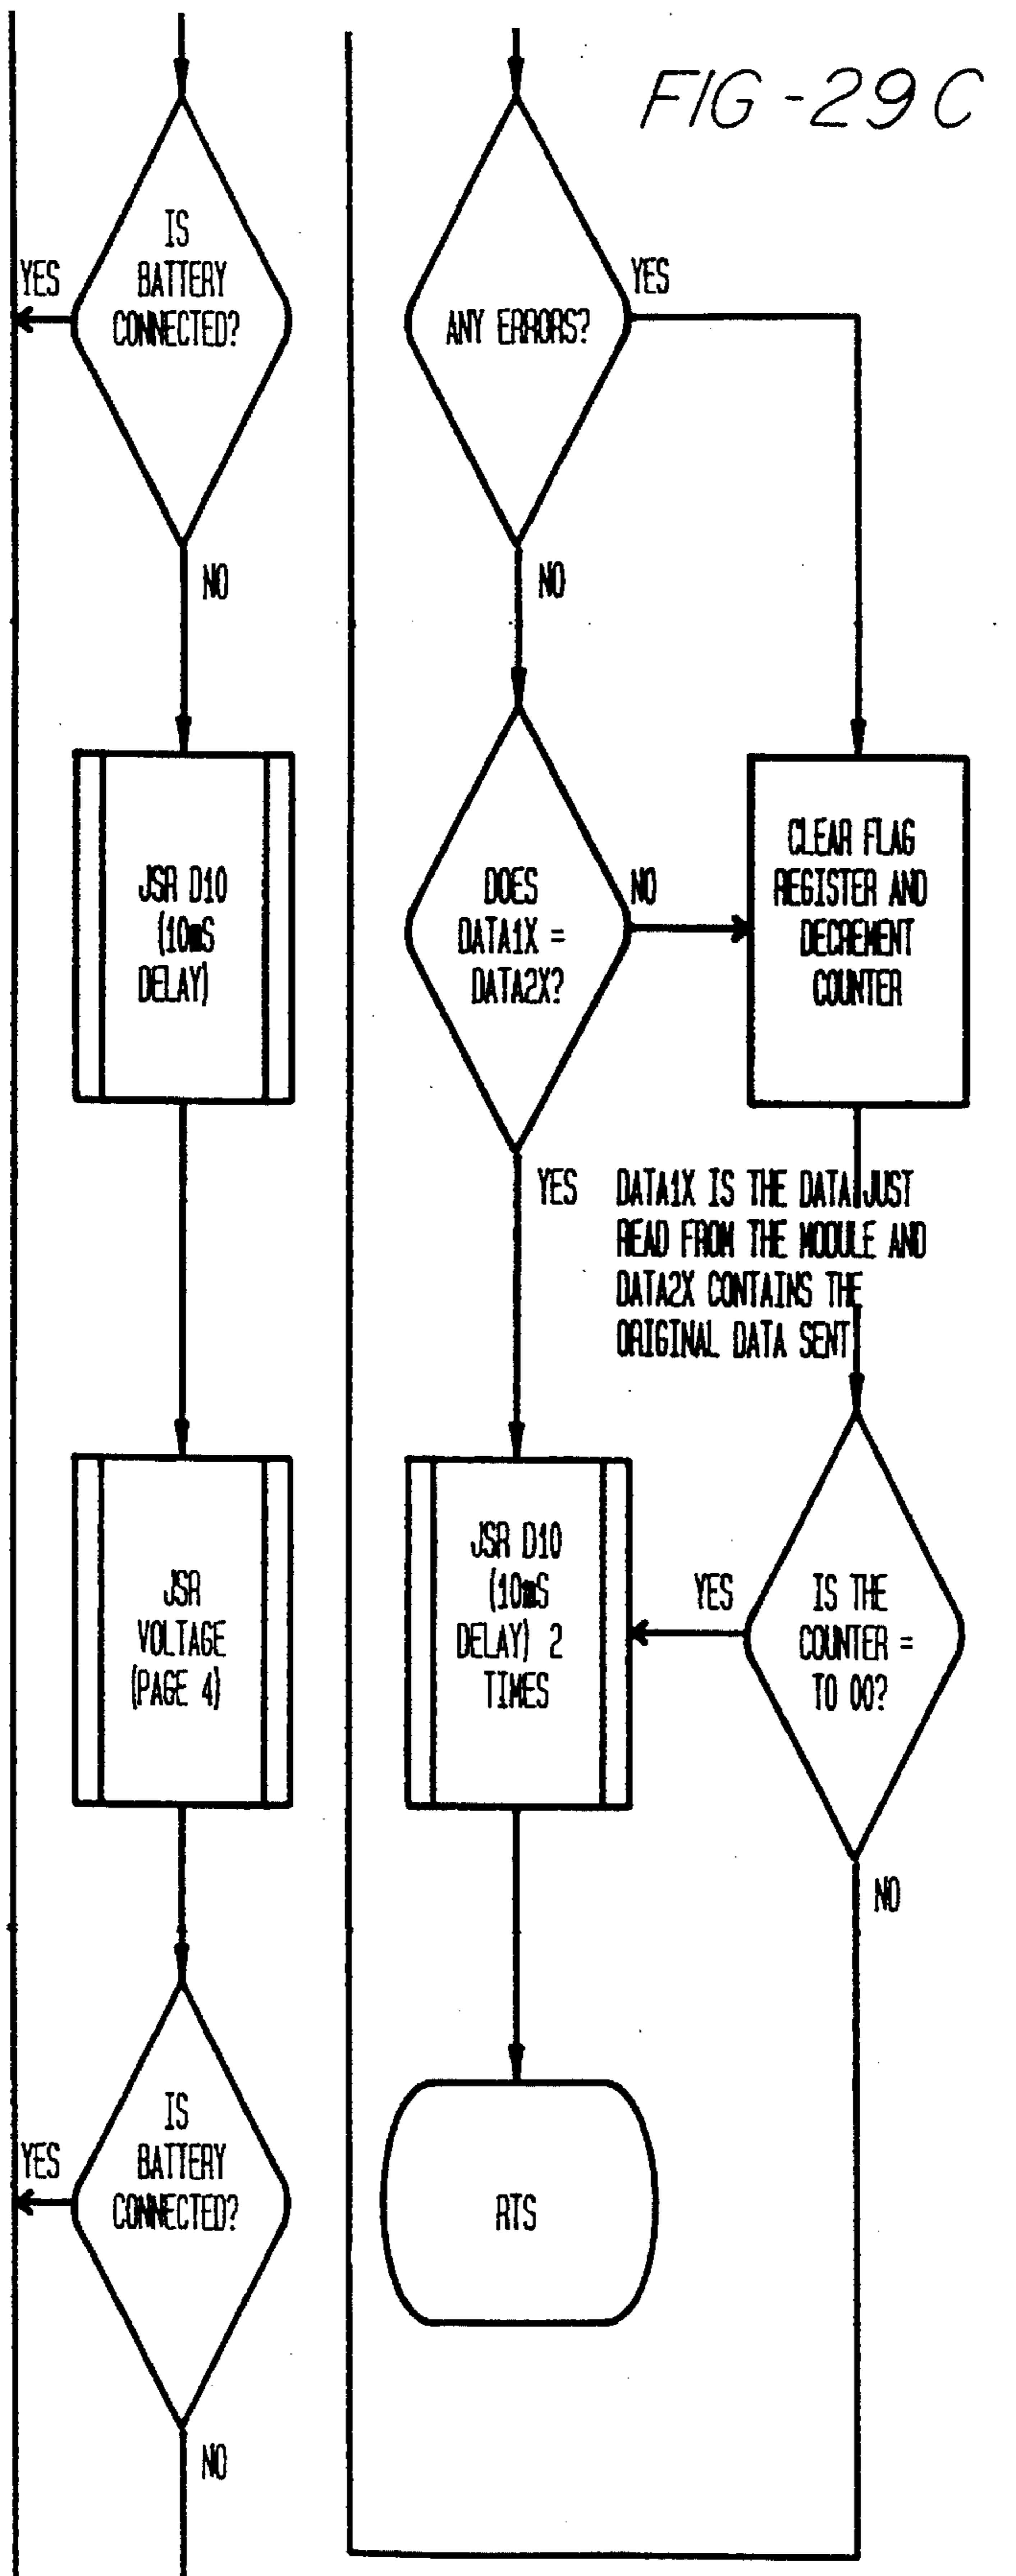 FIG-29C
IS
BATTERY
CONNECTED?
YES
NO
JSR D10
(10mS
DELAY)
JSR
VOLTAGE
(PAGE 4)
IS
BATTERY
CONNECTED?
YES
NO
ANY ERRORS?
YES
NO
DOES
DATA1X =
DATA2X?
NO
YES
CLEAR FLAG
REGISTER AND
DECREMENT
COUNTER
DATA1X IS THE DATA JUST
READ FROM THE MODULE AND
DATA2X CONTAINS THE
ORIGINAL DATA SENT
JSR D10
(10mS
DELAY) 2
TIMES
YES
IS THE
COUNTER =
TO 00?
NO
RTS